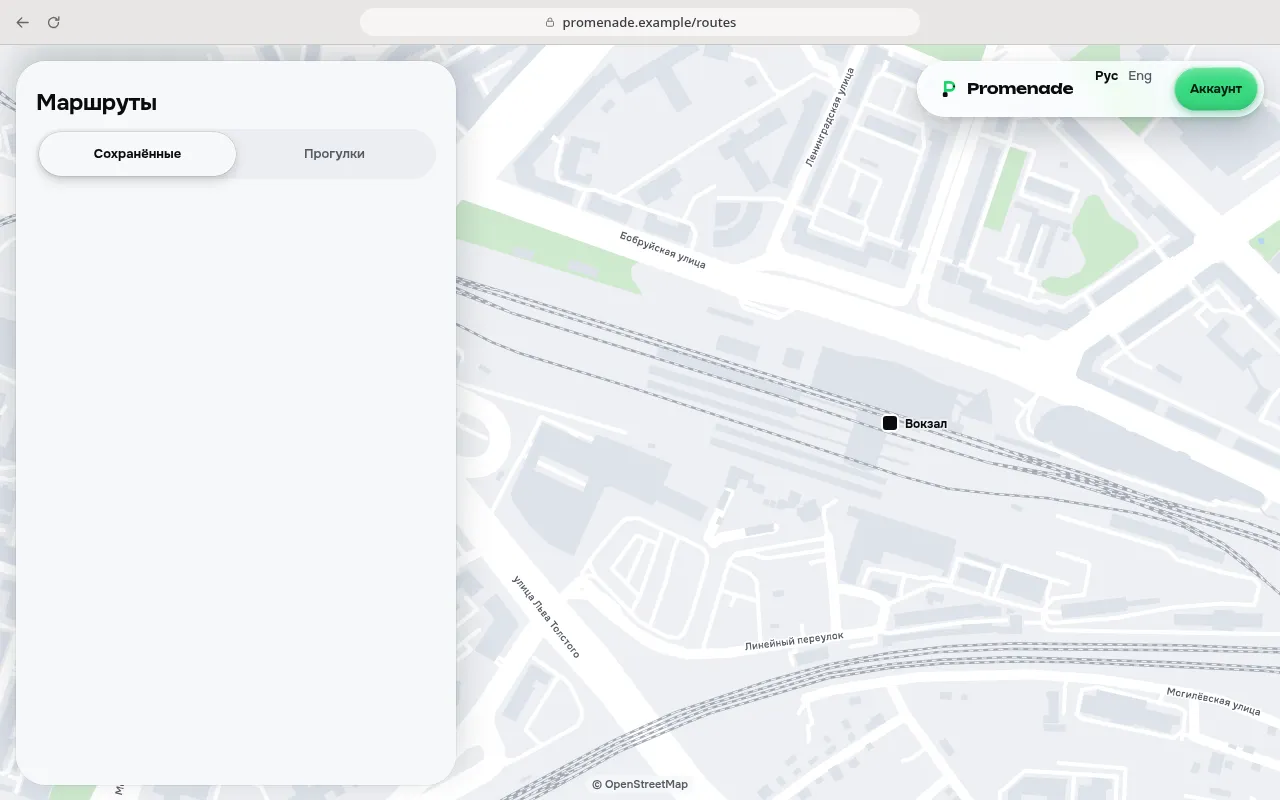 promenade.example/routes
Маршруты
Сохранённые
Прогулки
Promenade
Рус
Eng
Аккаунт
Ленинградская улица
Бобруйская улица
Вокзал
улица Льва Толстого
Линейный переулок
Могилёвская улица
© OpenStreetMap